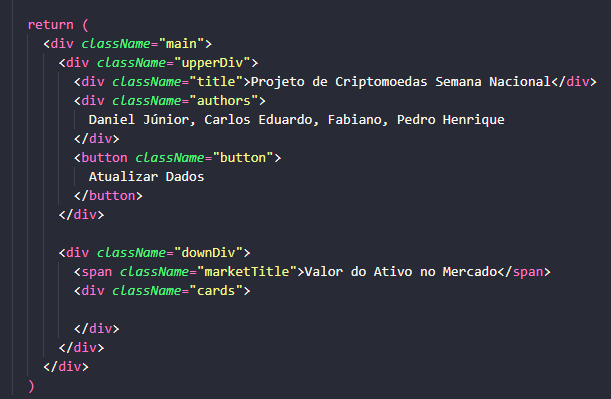 return (
<div className="main">
<div className="upperDiv">
<div className="title">Projeto de Criptomoedas Semana Nacional</div>
<div className="authors">
Daniel Júnior, Carlos Eduardo, Fabiano, Pedro Henrique
</div>
<button className="button">
Atualizar Dados
</button>
</div>
<div className="downDiv">
<span className="marketTitle">Valor do Ativo no Mercado</span>
<div className="cards">
</div>
</div>
</div>
)